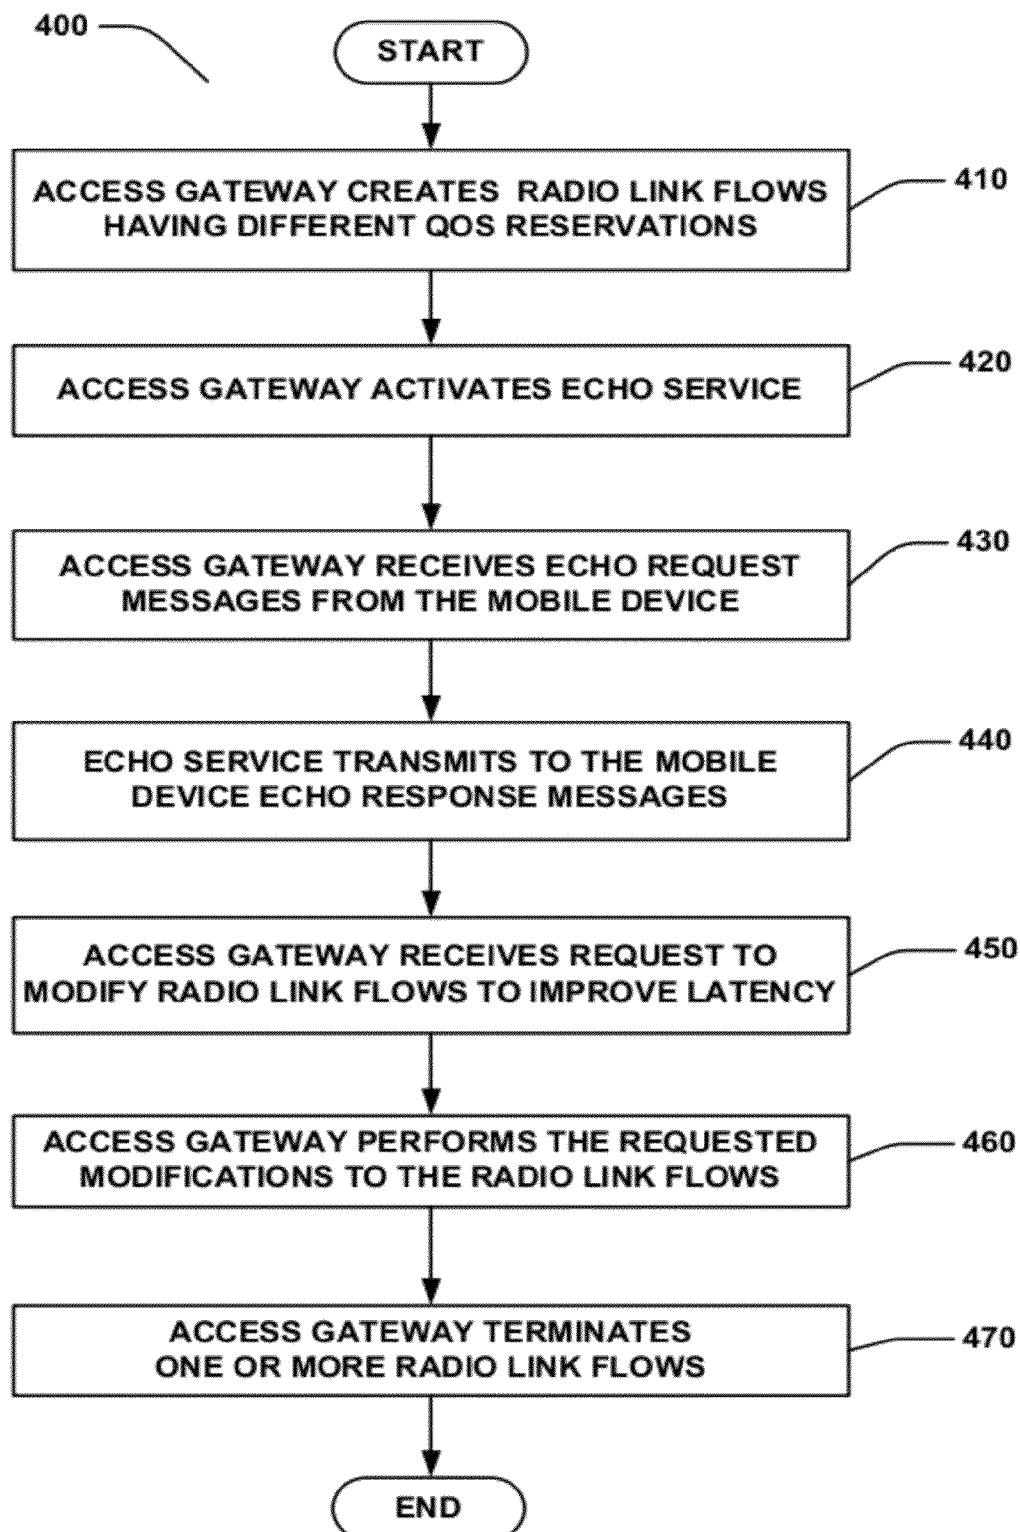 400
START
ACCESS GATEWAY CREATES RADIO LINK FLOWS
HAVING DIFFERENT QOS RESERVATIONS
410
ACCESS GATEWAY ACTIVATES ECHO SERVICE
420
ACCESS GATEWAY RECEIVES ECHO REQUEST
MESSAGES FROM THE MOBILE DEVICE
430
ECHO SERVICE TRANSMITS TO THE MOBILE
DEVICE ECHO RESPONSE MESSAGES
440
ACCESS GATEWAY RECEIVES REQUEST TO
MODIFY RADIO LINK FLOWS TO IMPROVE LATENCY
450
ACCESS GATEWAY PERFORMS THE REQUESTED
MODIFICATIONS TO THE RADIO LINK FLOWS
460
ACCESS GATEWAY TERMINATES
ONE OR MORE RADIO LINK FLOWS
470
END